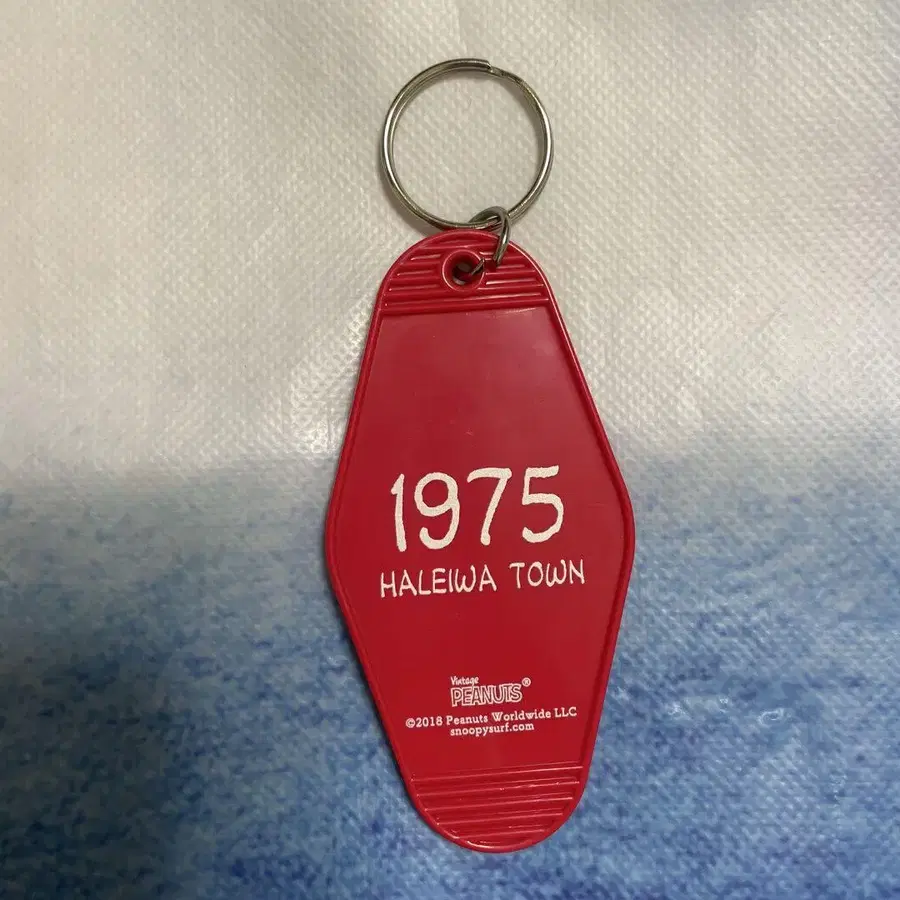 1975
HALEIWA TOWN
Vintage
PEANUTS®
©2018 Peanuts Worldwide LLC
snoopysurf.com